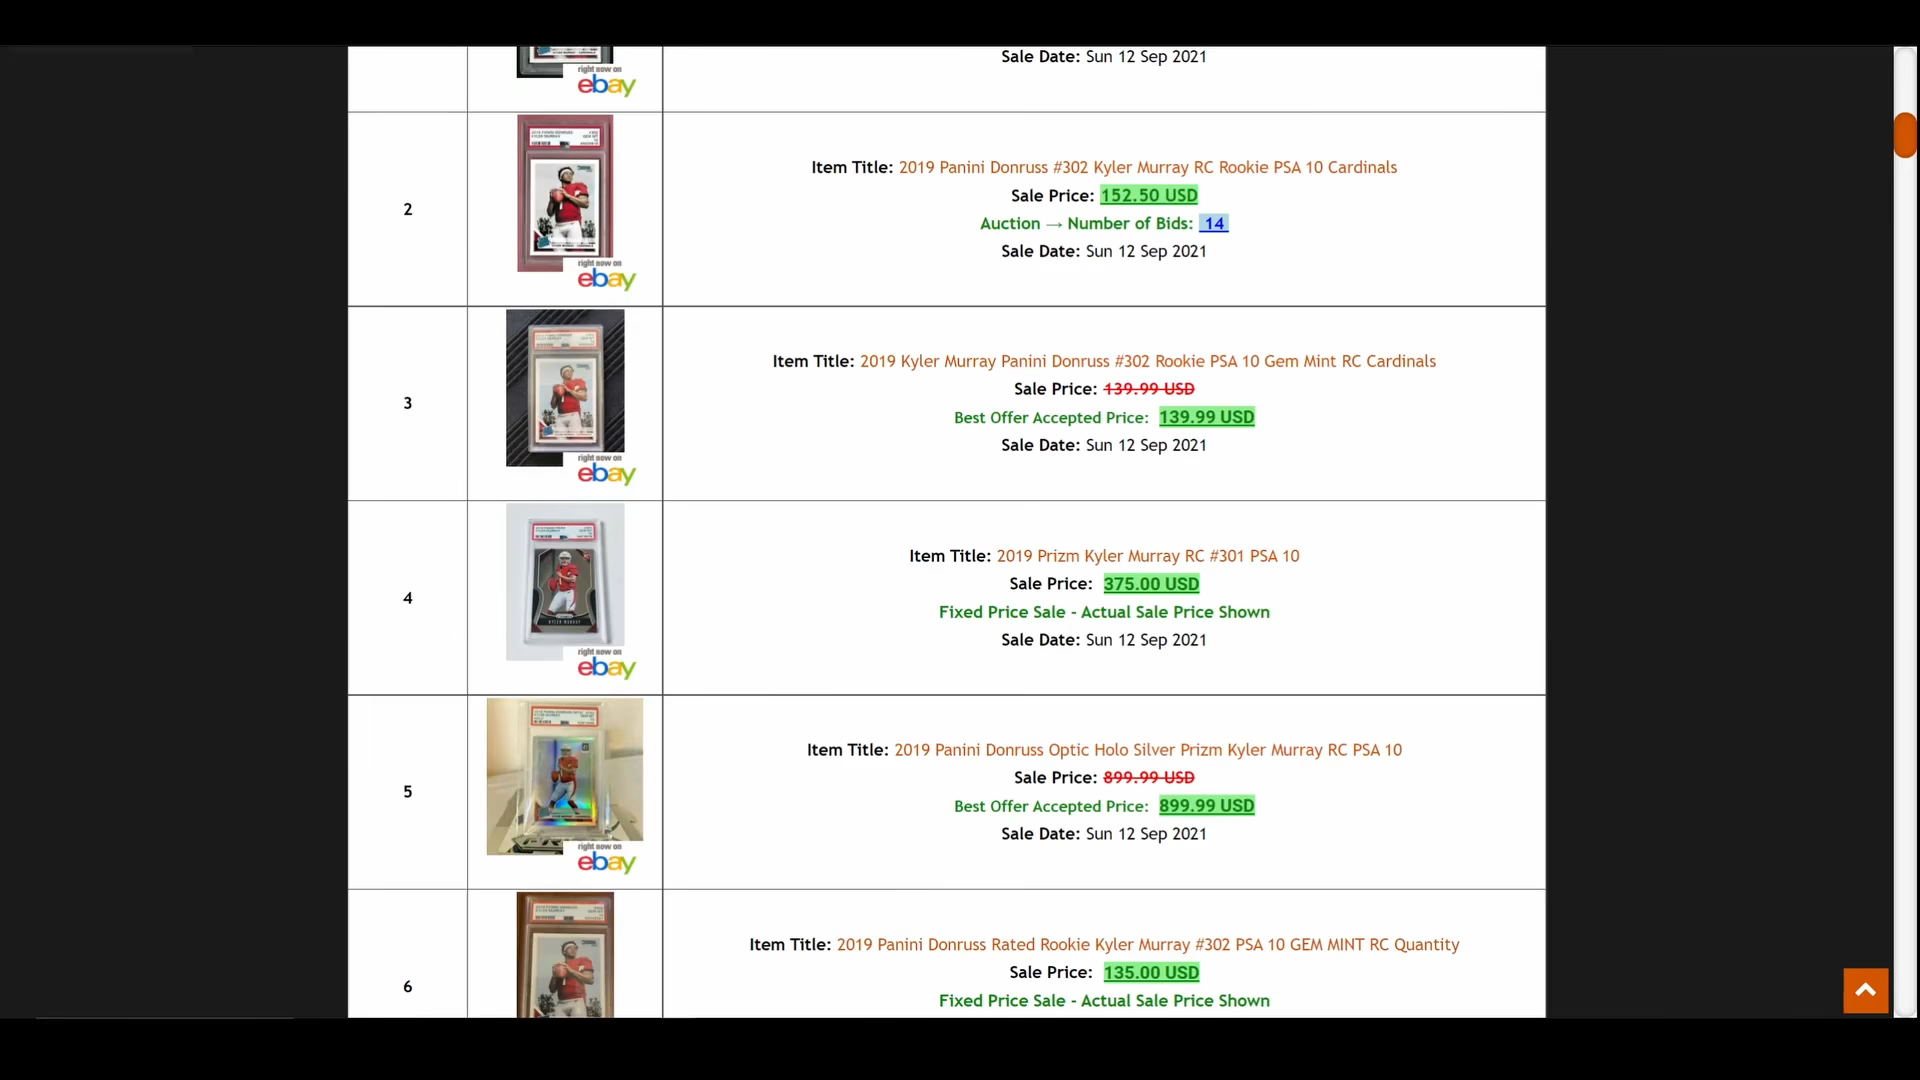 Sale Date: Sun 12 Sep 2021
right now on
ebay
2
Item Title: 2019 Panini Donruss #302 Kyler Murray RC Rookie PSA 10 Cardinals
Sale Price: 152.50 USD
Auction → Number of Bids: 14
Sale Date: Sun 12 Sep 2021
right now on
ebay
3
Item Title: 2019 Kyler Murray Panini Donruss #302 Rookie PSA 10 Gem Mint RC Cardinals
Sale Price: 139.99 USD
Best Offer Accepted Price: 139.99 USD
Sale Date: Sun 12 Sep 2021
right now on
ebay
4
Item Title: 2019 Prizm Kyler Murray RC #301 PSA 10
Sale Price: 375.00 USD
Fixed Price Sale - Actual Sale Price Shown
Sale Date: Sun 12 Sep 2021
KYLER MURRAY
right now on
ebay
5
Item Title: 2019 Panini Donruss Optic Holo Silver Prizm Kyler Murray RC PSA 10
Sale Price: 899.99 USD
Best Offer Accepted Price: 899.99 USD
Sale Date: Sun 12 Sep 2021
right now on
ebay
6
Item Title: 2019 Panini Donruss Rated Rookie Kyler Murray #302 PSA 10 GEM MINT RC Quantity
Sale Price: 135.00 USD
Fixed Price Sale - Actual Sale Price Shown